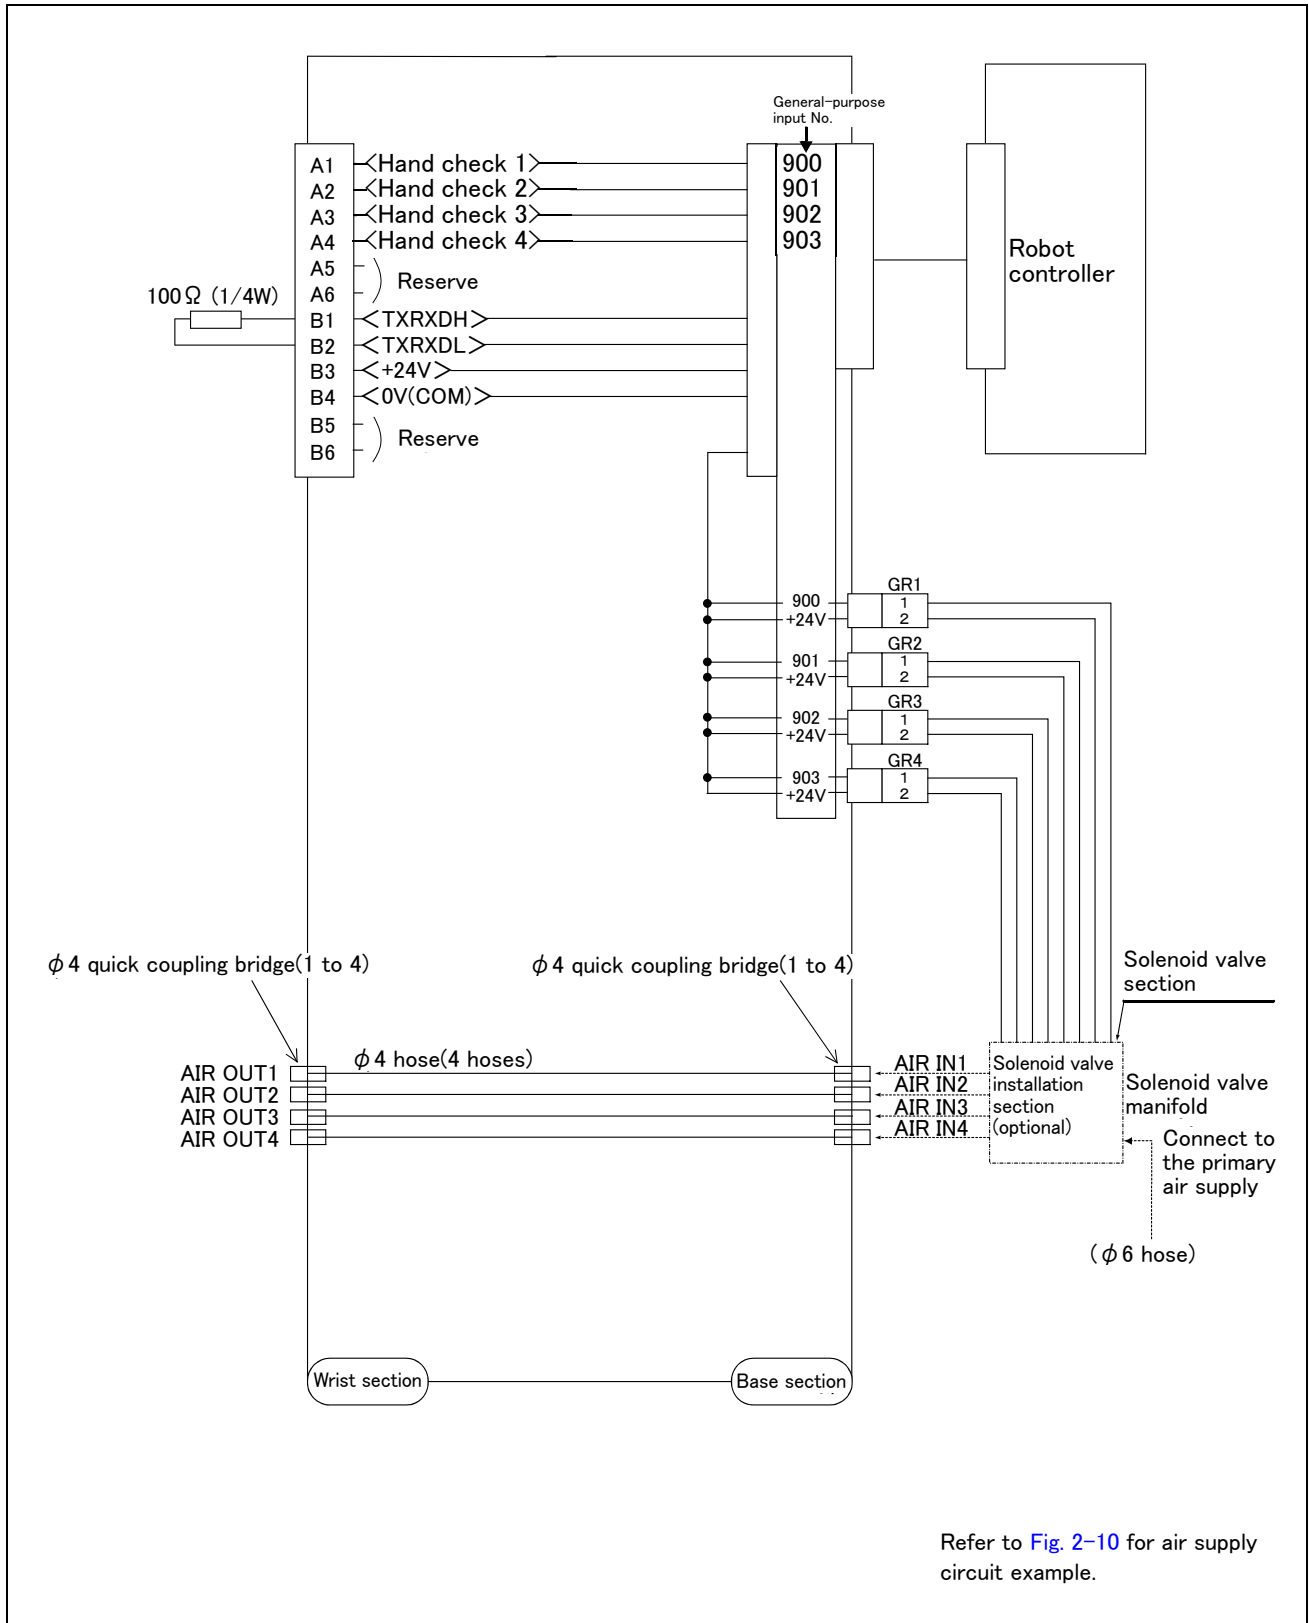 General-purpose
input No.
A1 <Hand check 1> 900
A2 <Hand check 2> 901
A3 <Hand check 3> 902
A4 <Hand check 4> 903
A5
A6
Reserve
Robot
controller
100Ω (1/4W)
B1 <TXRXDH>
B2 <TXRXDL>
B3 <+24V>
B4 <0V(COM)>
B5
B6
Reserve
GR1
900 1
+24V 2
GR2
901 1
+24V 2
GR3
902 1
+24V 2
GR4
903 1
+24V 2
φ4 quick coupling bridge(1 to 4)
φ4 quick coupling bridge(1 to 4)
Solenoid valve
section
φ4 hose(4 hoses)
AIR OUT1
AIR OUT2
AIR OUT3
AIR OUT4
AIR IN1
AIR IN2
AIR IN3
AIR IN4
Solenoid valve
installation
section
(optional)
Solenoid valve
manifold
Connect to
the primary
air supply
(φ6 hose)
Wrist section
Base section
Refer to Fig. 2-10 for air supply
circuit example.